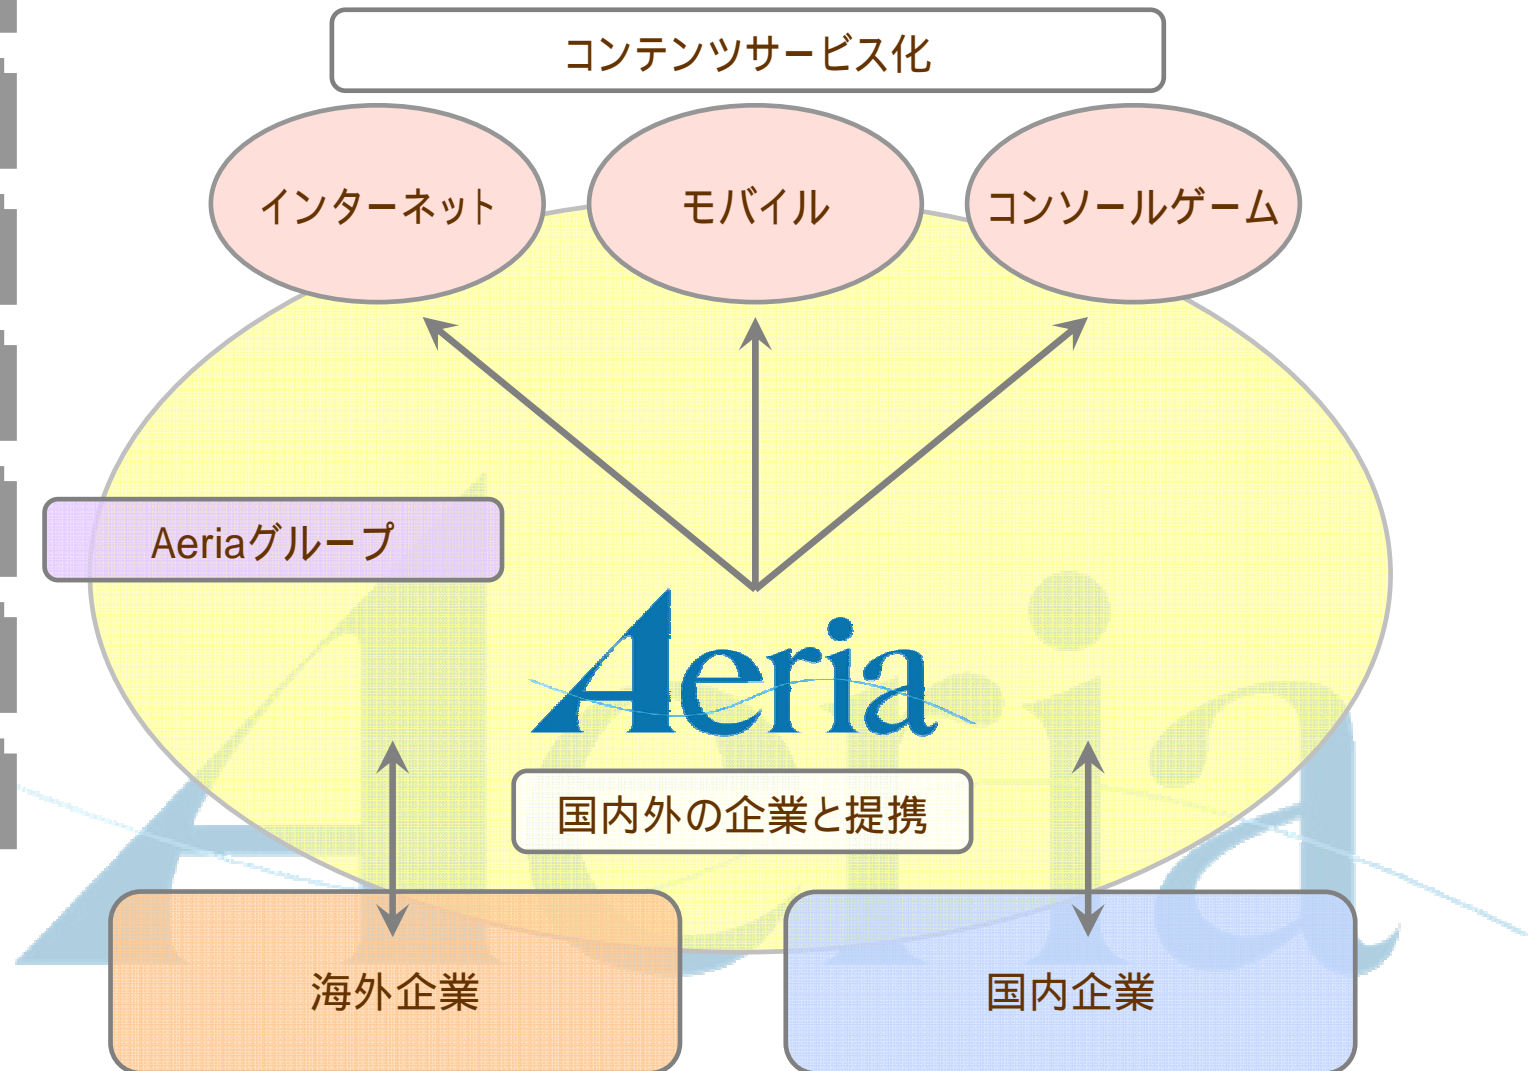 コンテンツサービス化
インターネット
モバイル
コンソールゲーム
Aeriaグループ
Aeria
国内外の企業と提携
海外企業
国内企業
Aeria